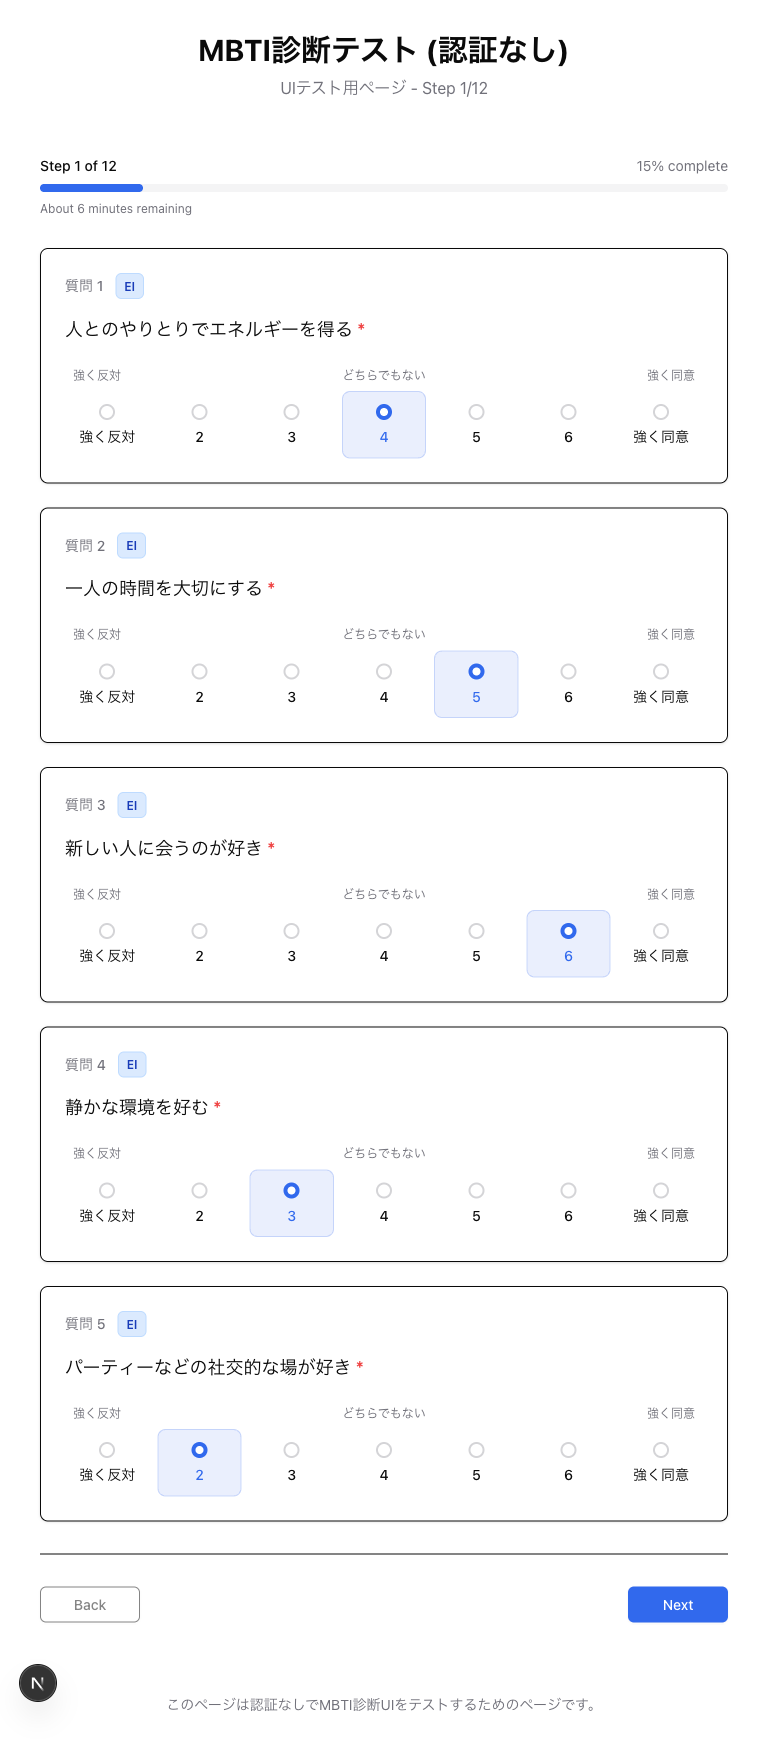 MBTI診断テスト (認証なし)
UIテスト用ページ - Step 1/12
Step 1 of 12 15% complete
About 6 minutes remaining
質問 1 EI
人とのやりとりでエネルギーを得る *
強く反対 どちらでもない 強く同意
強く反対 2 3 4 5 6 強く同意
質問 2 EI
一人の時間を大切にする *
強く反対 どちらでもない 強く同意
強く反対 2 3 4 5 6 強く同意
質問 3 EI
新しい人に会うのが好き *
強く反対 どちらでもない 強く同意
強く反対 2 3 4 5 6 強く同意
質問 4 EI
静かな環境を好む *
強く反対 どちらでもない 強く同意
強く反対 2 3 4 5 6 強く同意
質問 5 EI
パーティーなどの社交的な場が好き *
強く反対 どちらでもない 強く同意
強く反対 2 3 4 5 6 強く同意
Back Next
N
このページは認証なしでMBTI診断UIをテストするためのページです。